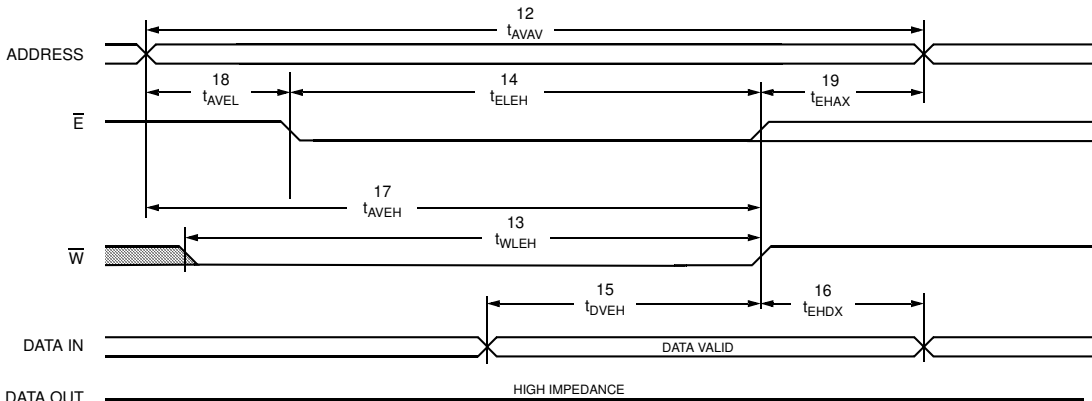 12
tAVAV
ADDRESS
18
tAVEL
14
tELEH
19
tEHAX
E
17
tAVEH
13
tWLEH
W
15
tDVEH
16
tEHDX
DATA IN
DATA VALID
DATA OUT
HIGH IMPEDANCE